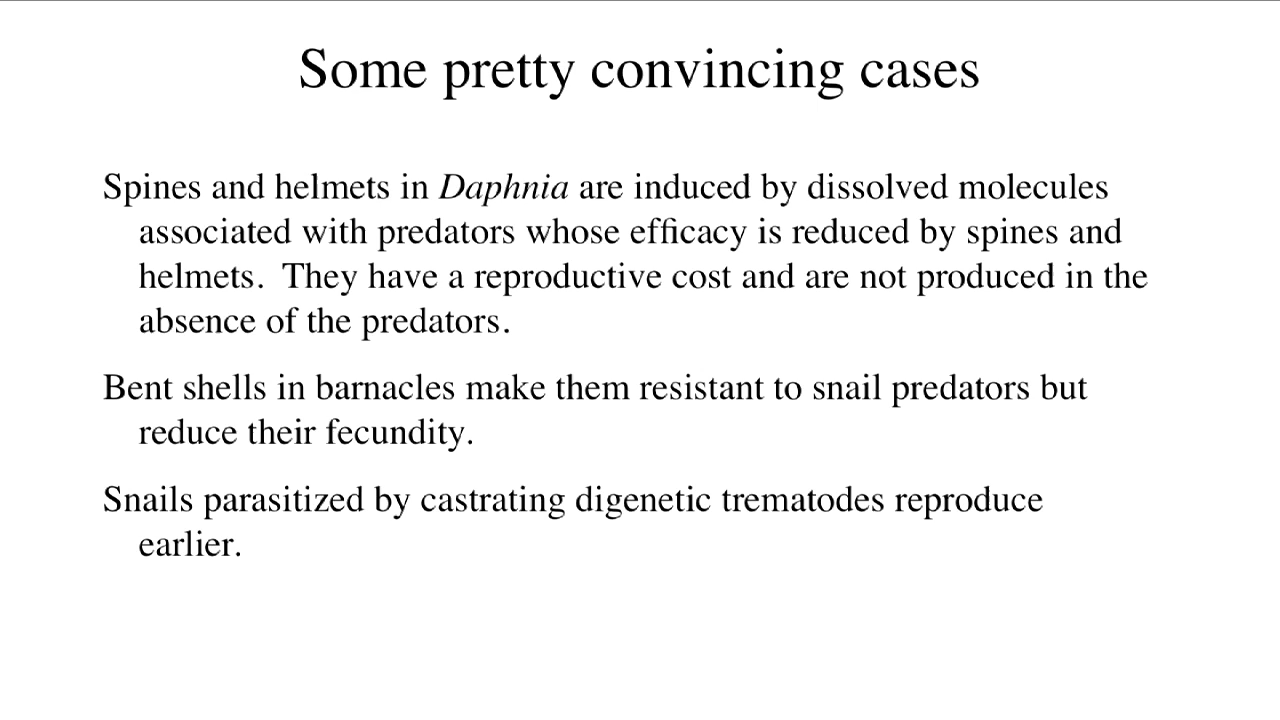 Some pretty convincing cases
Spines and helmets in Daphnia are induced by dissolved molecules
associated with predators whose efficacy is reduced by spines and
helmets.  They have a reproductive cost and are not produced in the
absence of the predators.
Bent shells in barnacles make them resistant to snail predators but
reduce their fecundity.
Snails parasitized by castrating digenetic trematodes reproduce
earlier.